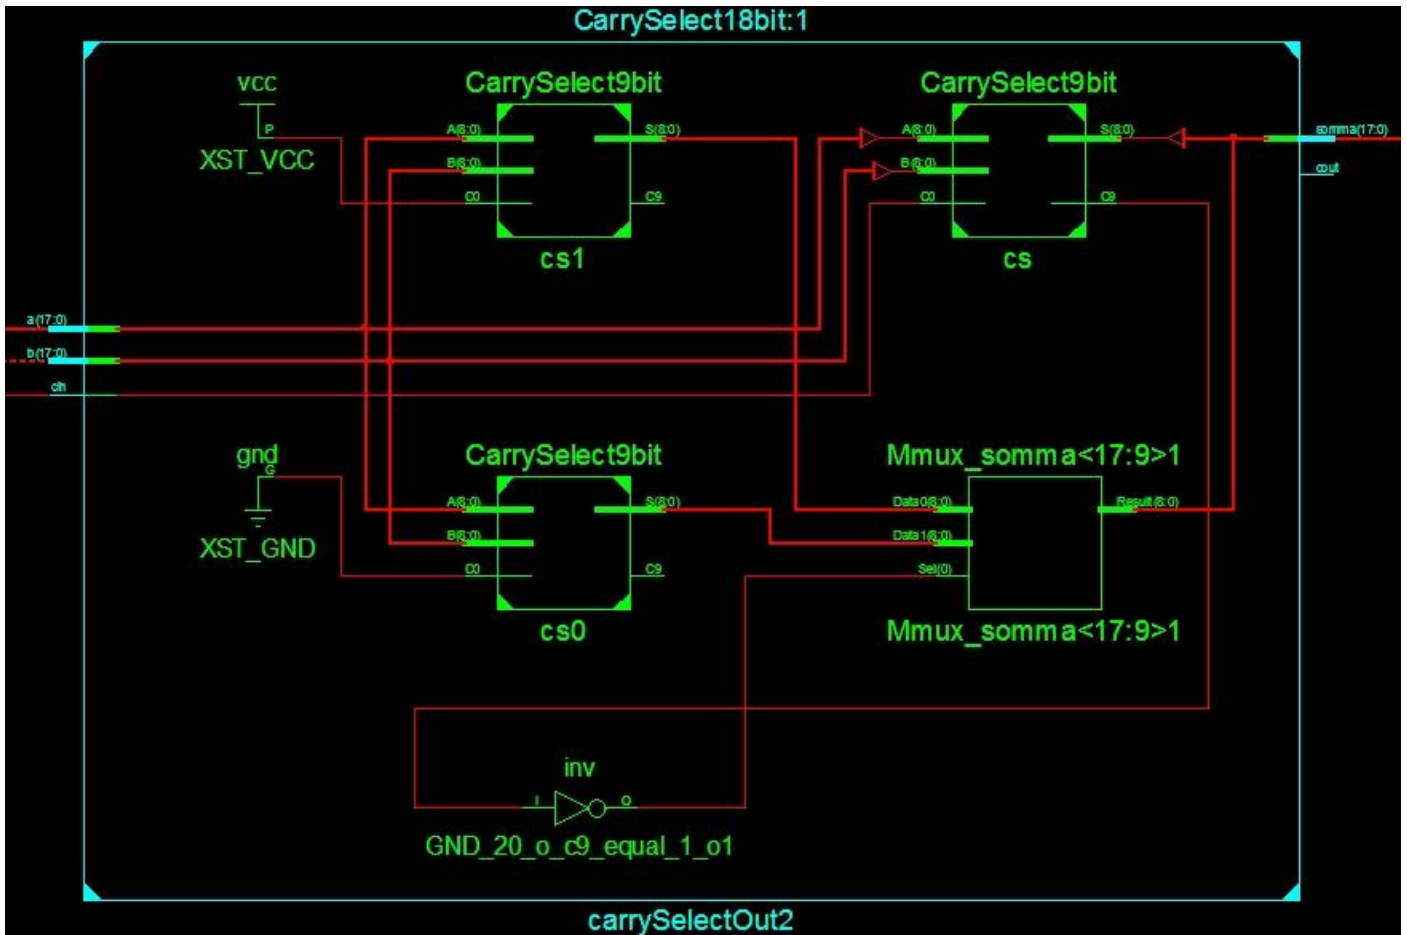 CarrySelect18bit:1
VCC
P
XST_VCC
CarrySelect9bit
A(8:0)
B(8:0)
C0
S(8:0)
C9
cs1
CarrySelect9bit
A(8:0)
B(8:0)
C0
S(8:0)
C9
cs
somma(17:0)
cout
a(17:0)
b(17:0)
gnd
G
XST_GND
CarrySelect9bit
A(8:0)
B(8:0)
C0
S(8:0)
C9
cs0
Mmux_somma<17:9>1
Data0(8:0)
Data1(8:0)
Sel(0)
Result(8:0)
Mmux_somma<17:9>1
inv
I
O
GND_20_o_c9_equal_1_o1
carrySelectOut2